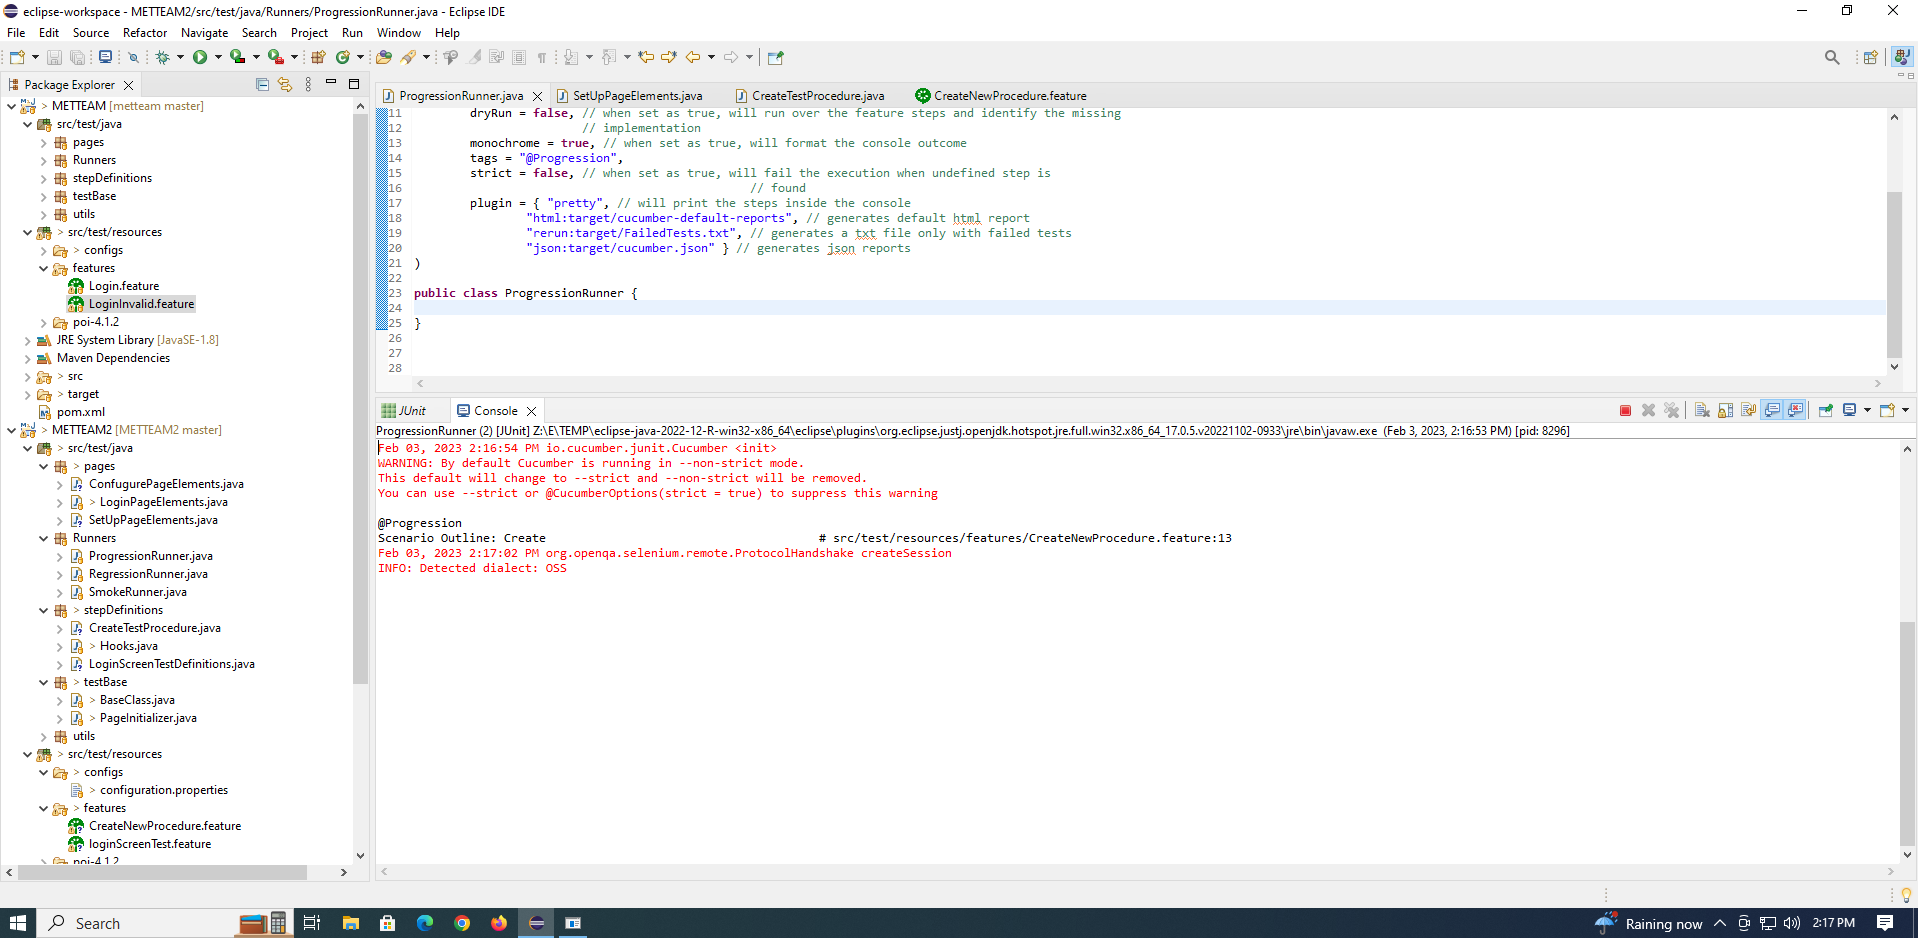 eclipse-workspace - METTEAM2/src/test/java/Runners/ProgressionRunner.java - Eclipse IDE
File Edit Source Refactor Navigate Search Project Run Window Help
Package Explorer
> METTEAM [metteam master]
src/test/java
pages
Runners
stepDefinitions
testBase
utils
> src/test/resources
> configs
features
Login.feature
LoginInvalid.feature
poi-4.1.2
JRE System Library [JavaSE-1.8]
Maven Dependencies
> src
> target
pom.xml
> METTEAM2 [METTEAM2 master]
> src/test/java
> pages
ConfugurePageElements.java
> LoginPageElements.java
SetUpPageElements.java
Runners
ProgressionRunner.java
RegressionRunner.java
SmokeRunner.java
> stepDefinitions
CreateTestProcedure.java
> Hooks.java
LoginScreenTestDefinitions.java
> testBase
> BaseClass.java
> PageInitializer.java
utils
> src/test/resources
> configs
> configuration.properties
> features
CreateNewProcedure.feature
loginScreenTest.feature
poi-4.1.2
ProgressionRunner.java SetUpPageElements.java CreateTestProcedure.java CreateNewProcedure.feature
11 dryRun = false, // when set as true, will run over the feature steps and identify the missing
12 // implementation
13 monochrome = true, // when set as true, will format the console outcome
14 tags = "@Progression",
15 strict = false, // when set as true, will fail the execution when undefined step is
16 // found
17 plugin = { "pretty", // will print the steps inside the console
18 "html:target/cucumber-default-reports", // generates default html report
19 "rerun:target/FailedTests.txt", // generates a txt file only with failed tests
20 "json:target/cucumber.json" } // generates json reports
21 )
22
23 public class ProgressionRunner {
24
25 }
26
27
28
JUnit Console
ProgressionRunner (2) [JUnit] Z:\E\TEMP\eclipse-java-2022-12-R-win32-x86_64\eclipse\plugins\org.eclipse.justj.openjdk.hotspot.jre.full.win32.x86_64_17.0.5.v20221102-0933\jre\bin\javaw.exe (Feb 3, 2023, 2:16:53 PM) [pid: 8296]
Feb 03, 2023 2:16:54 PM io.cucumber.junit.Cucumber <init>
WARNING: By default Cucumber is running in --non-strict mode.
This default will change to --strict and --non-strict will be removed.
You can use --strict or @CucumberOptions(strict = true) to suppress this warning
@Progression
Scenario Outline: Create # src/test/resources/features/CreateNewProcedure.feature:13
Feb 03, 2023 2:17:02 PM org.openqa.selenium.remote.ProtocolHandshake createSession
INFO: Detected dialect: OSS
Search
Raining now
2:17 PM